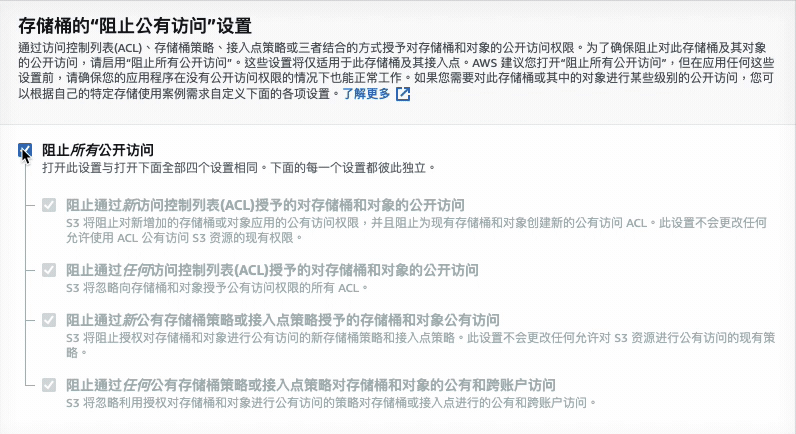 存储桶的“阻止公有访问”设置
通过访问控制列表(ACL)、存储桶策略、接入点策略或三者结合的方式授予对存储桶和对象的公开访问权限。为了确保阻止对此存储桶及其对象
的公开访问，请启用“阻止所有公开访问”。这些设置将仅适用于此存储桶及其接入点。AWS 建议您打开“阻止所有公开访问”，但在应用任何这些
设置前，请确保您的应用程序在没有公开访问权限的情况下也能正常工作。如果您需要对此存储桶或其中的对象进行某些级别的公开访问，您可
以根据自己的特定存储使用案例需求自定义下面的各项设置。了解更多
阻止所有公开访问
打开此设置与打开下面全部四个设置相同。下面的每一个设置都彼此独立。
阻止通过新访问控制列表(ACL)授予的对存储桶和对象的公开访问
S3 将阻止对新增加的存储桶或对象应用的公有访问权限，并且阻止为现有存储桶和对象创建新的公有访问 ACL。此设置不会更改任何
允许使用 ACL 公有访问 S3 资源的现有权限。
阻止通过任何访问控制列表(ACL)授予的对存储桶和对象的公开访问
S3 将忽略向存储桶和对象授予公有访问权限的所有 ACL。
阻止通过新公有存储桶策略或接入点策略授予的存储桶和对象公有访问
S3 将阻止授权对存储桶和对象进行公有访问的新存储桶策略和接入点策略。此设置不会更改任何允许对 S3 资源进行公有访问的现有策
略。
阻止通过任何公有存储桶策略或接入点策略对存储桶和对象的公有和跨账户访问
S3 将忽略利用授权对存储桶和对象进行公有访问的策略对存储桶或接入点进行的公有和跨账户访问。